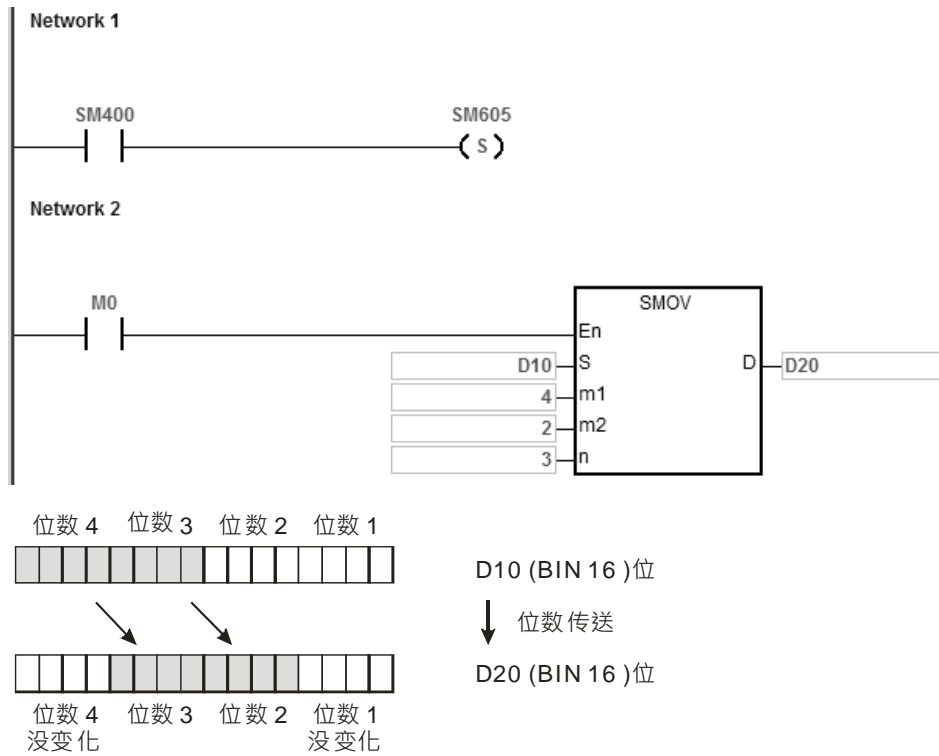 Network 1
SM400 SM605
S
Network 2
M0 SMOV
En
D10 S D D20
4 m1
2 m2
3 n
位数 4 位数 3 位数 2 位数 1
D10 (BIN 16 )位
位数传送
D20 (BIN 16 )位
位数 4 位数 3 位数 2 位数 1
没变化 没变化